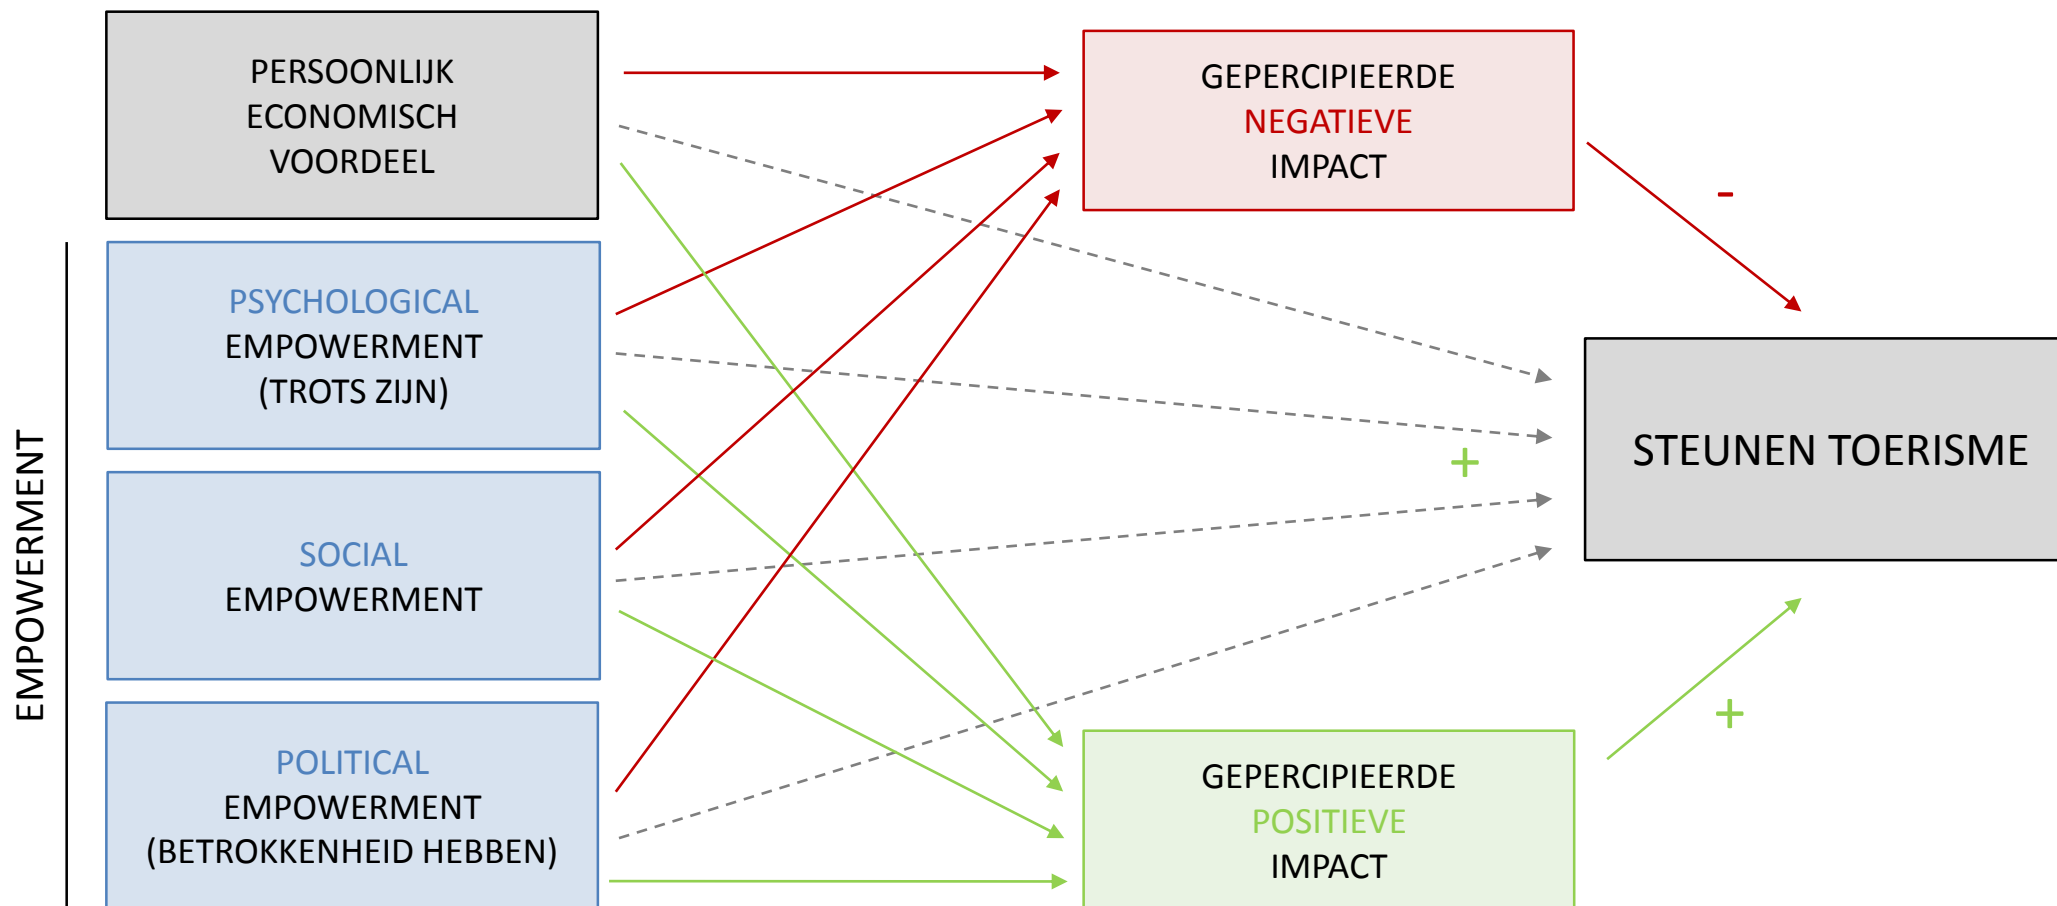 PERSOONLIJK
ECONOMISCH
VOORDEEL
GEPERCIPIEERDE
NEGATIEVE
IMPACT
-
EMPOWERMENT
PSYCHOLOGICAL
EMPOWERMENT
(TROTS ZIJN)
+
STEUNEN TOERISME
SOCIAL
EMPOWERMENT
POLITICAL
EMPOWERMENT
(BETROKKENHEID HEBBEN)
GEPERCIPIEERDE
POSITIEVE
IMPACT
+